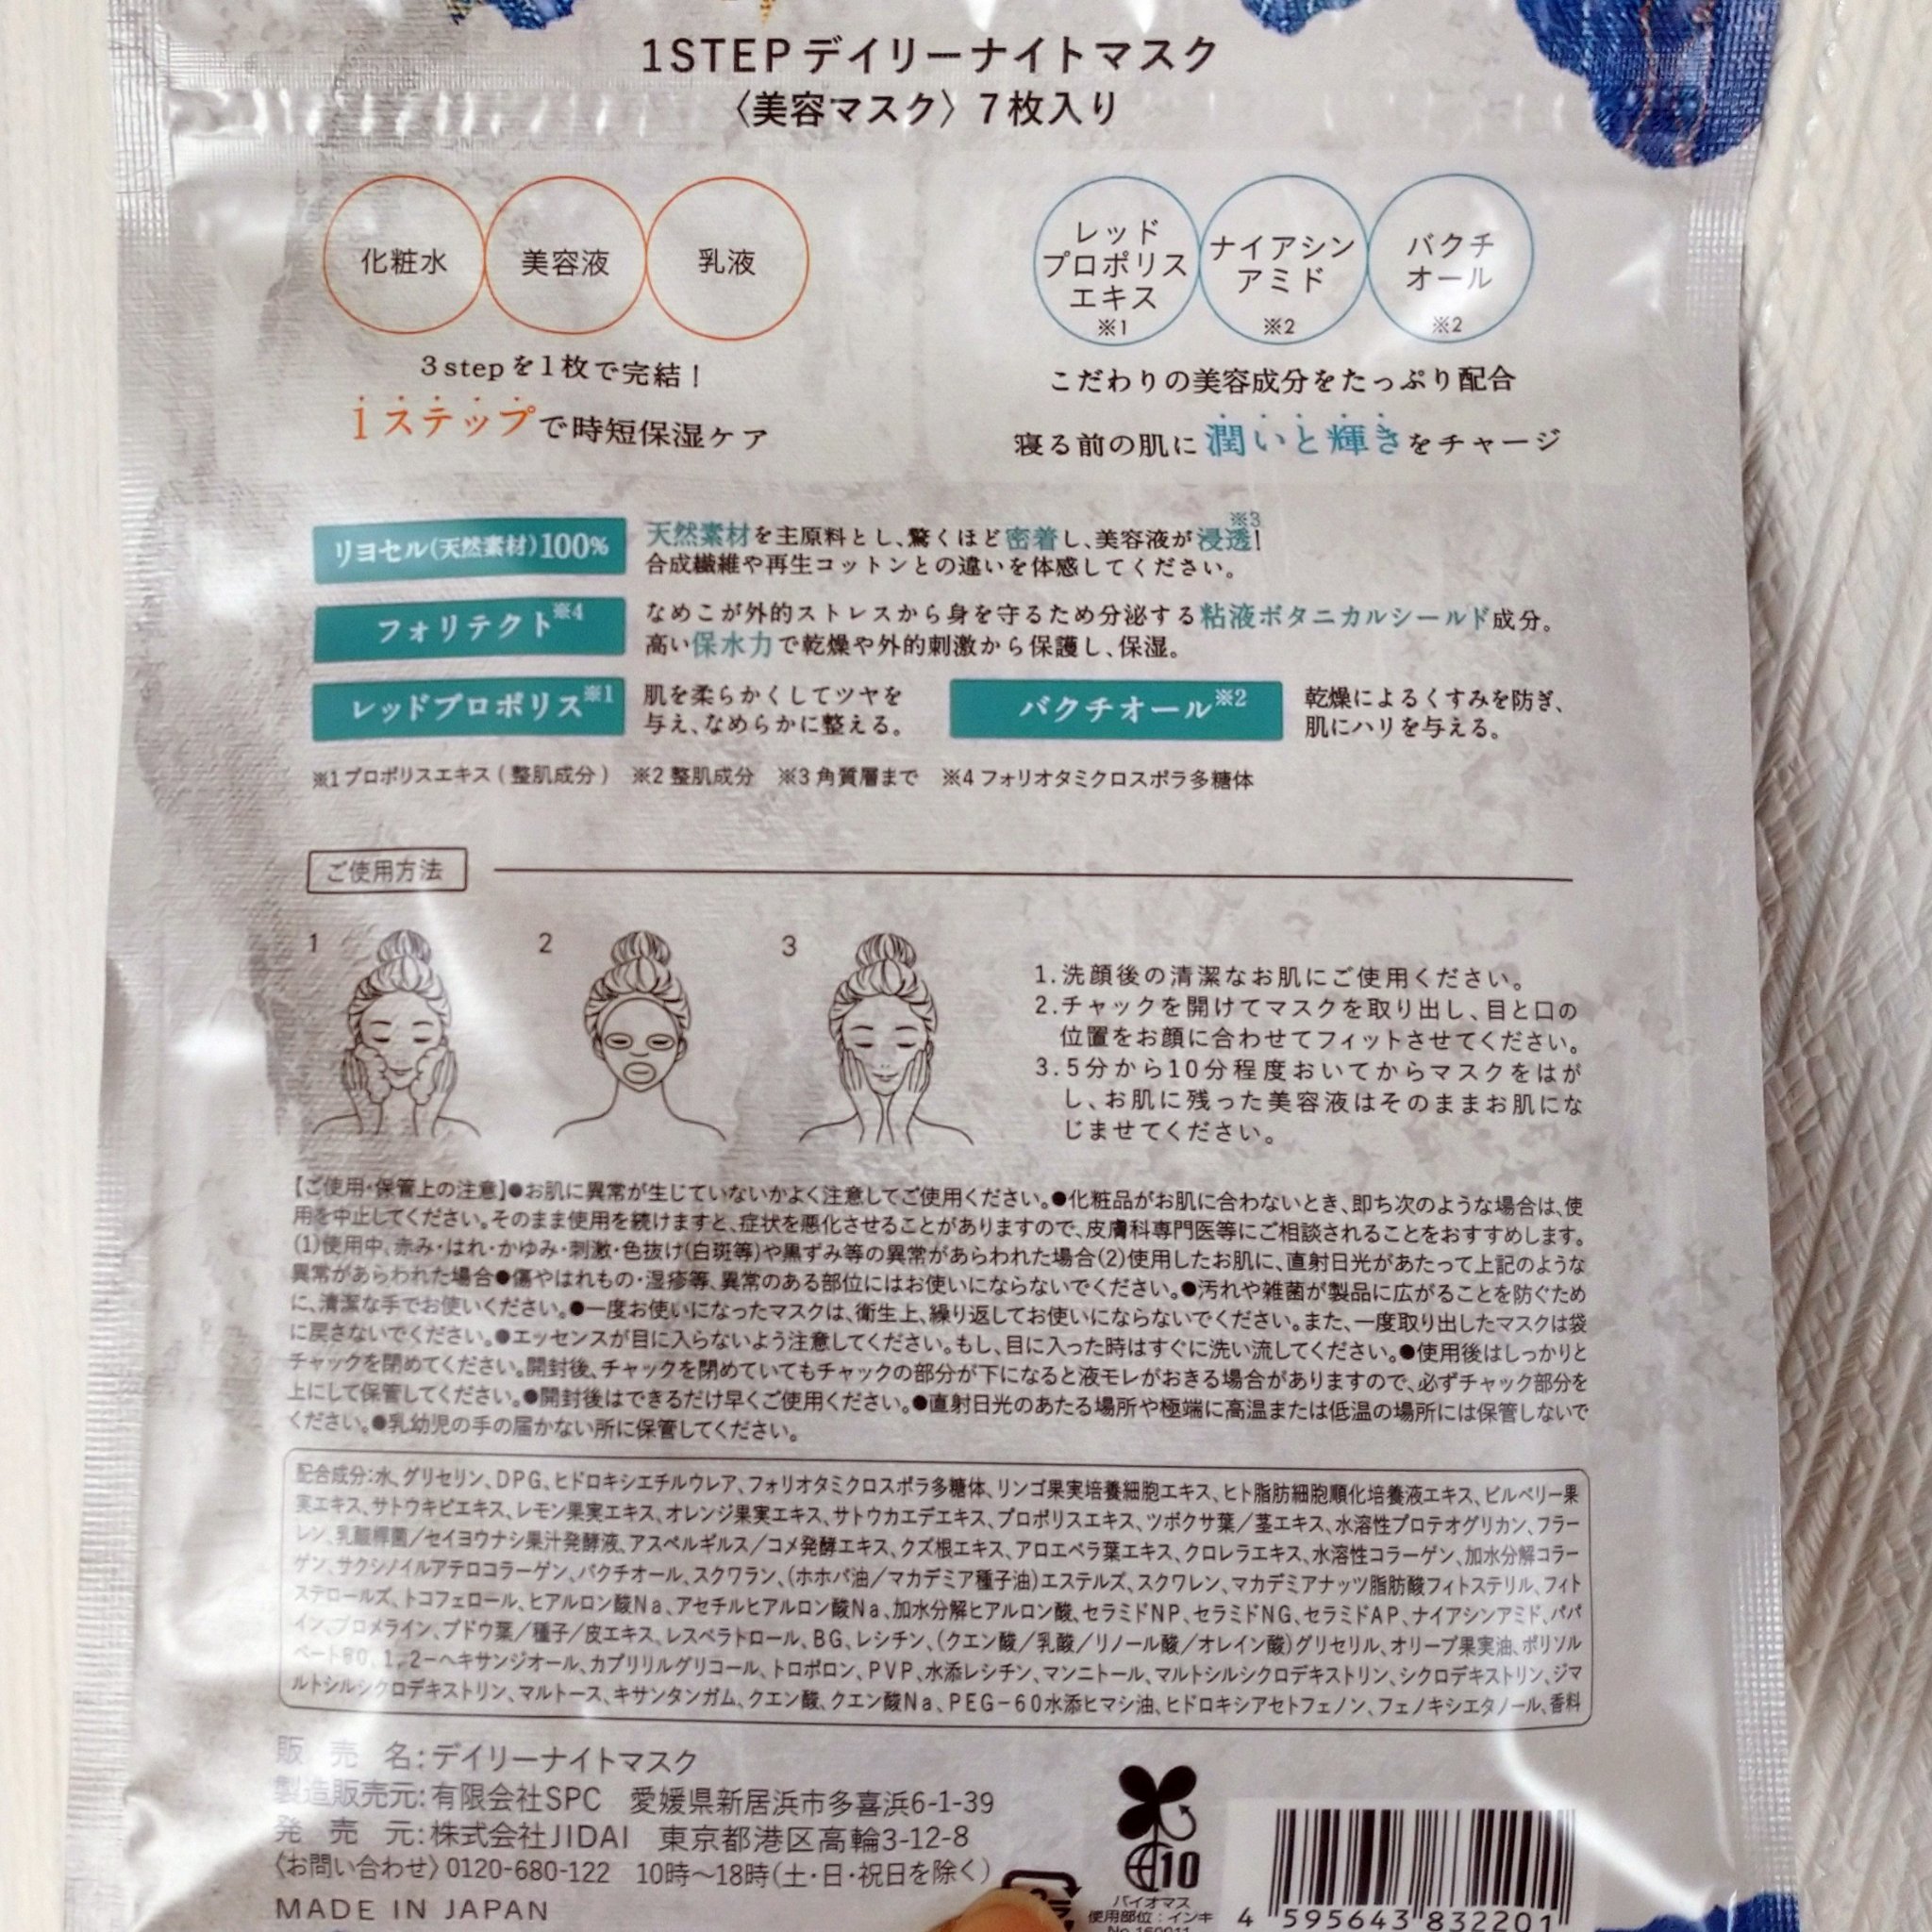 1STEPデイリーナイトマスク
〈美容マスク〉7枚入り
化粧水
美容液
乳液
レッド
プロポリス
エキス
※1
ナイアシン
アミド
※2
バクチ
オール
※2
3stepを1枚で完結！
1ステップで時短保湿ケア
こだわりの美容成分をたっぷり配合
寝る前の肌に潤いと輝きをチャージ
リヨセル(天然素材)100%
天然素材を主原料とし、驚くほど密着し、美容液が浸透※3！
合成繊維や再生コットンとの違いを体感してください。
フォリテクト※4
なめこが外的ストレスから身を守るため分泌する粘液ボタニカルシールド成分。
高い保水力で乾燥や外的刺激から保護し、保湿。
レッドプロポリス※1
肌を柔らかくしてツヤを
与え、なめらかに整える。
バクチオール※2
乾燥によるくすみを防ぎ、
肌にハリを与える。
※1 プロポリスエキス(整肌成分) ※2 整肌成分 ※3 角質層まで ※4 フォリオタミクロスポラ多糖体
ご使用方法
1
2
3
1.洗顔後の清潔なお肌にご使用ください。
2.チャックを開けてマスクを取り出し、目と口の
位置をお顔に合わせてフィットさせてください。
3.5分から10分程度おいてからマスクをはが
し、お肌に残った美容液はそのままお肌にな
じませてください。
【ご使用・保管上の注意】●お肌に異常が生じていないかよく注意してご使用ください。●化粧品がお肌に合わないとき、即ち次のような場合は、使
用を中止してください。そのまま使用を続けますと、症状を悪化させることがありますので、皮膚科専門医等にご相談されることをおすすめします。
(1)使用中、赤み・はれ・かゆみ・刺激・色抜け(白斑等)や黒ずみ等の異常があらわれた場合(2)使用したお肌に、直射日光があたって上記のような
異常があらわれた場合●傷やはれもの・湿疹等、異常のある部位にはお使いにならないでください。●汚れや雑菌が製品に広がることを防ぐため
に、清潔な手でお使いください。●一度お使いになったマスクは、衛生上、繰り返してお使いにならないでください。また、一度取り出したマスクは袋
に戻さないでください。●エッセンスが目に入らないよう注意してください。もし、目に入った時はすぐに洗い流してください。●使用後はしっかりと
チャックを閉めてください。開封後、チャックを閉めていてもチャックの部分が下になると液モレがおきる場合がありますので、必ずチャック部分を
上にして保管してください。●開封後はできるだけ早くご使用ください。●直射日光のあたる場所や極端に高温または低温の場所には保管しないで
ください。●乳幼児の手の届かない所に保管してください。
配合成分:水、グリセリン、DPG、ヒドロキシエチルウレア、フォリオタミクロスポラ多糖体、リンゴ果実培養細胞エキス、ヒト脂肪細胞順化培養液エキス、ビルベリー果
実エキス、サトウキビエキス、レモン果実エキス、オレンジ果実エキス、サトウカエデエキス、プロポリスエキス、ツボクサ葉／茎エキス、水溶性プロテオグリカン、フラー
レン、乳酸桿菌／セイヨウナシ果汁発酵液、アスペルギルス／コメ発酵エキス、クズ根エキス、アロエベラ葉エキス、クロレラエキス、水溶性コラーゲン、加水分解コラー
ゲン、サクシノイルアテロコラーゲン、バクチオール、スクワラン、(ホホバ油／マカデミア種子油)エステルズ、スクワレン、マカデミアナッツ脂肪酸フィトステリル、フィト
ステロールズ、トコフェロール、ヒアルロン酸Na、アセチルヒアルロン酸Na、加水分解ヒアルロン酸、セラミドNP、セラミドNG、セラミドAP、ナイアシンアミド、パパ
イン、ブロメライン、ブドウ葉／種子／皮エキス、レスベラトロール、BG、レシチン、(クエン酸／乳酸／リノール酸／オレイン酸)グリセリル、オリーブ果実油、ポリソル
ベート80、1,2-ヘキサンジオール、カプリリルグリコール、トロポロン、PVP、水添レシチン、マンニトール、マルトシルシクロデキストリン、シクロデキストリン、ジマ
ルトシルシクロデキストリン、マルトース、キサンタンガム、クエン酸、クエン酸Na、PEG-60水添ヒマシ油、ヒドロキシアセトフェノン、フェノキシエタノール、香料
販売名:デイリーナイトマスク
製造販売元:有限会社SPC 愛媛県新居浜市多喜浜6-1-39
発売元:株式会社JIDAI 東京都港区高輪3-12-8
〈お問い合わせ〉0120-680-122 10時〜18時(土・日・祝日を除く)
MADE IN JAPAN
10
バイオマス
使用部位：インキ
4 595643 832201